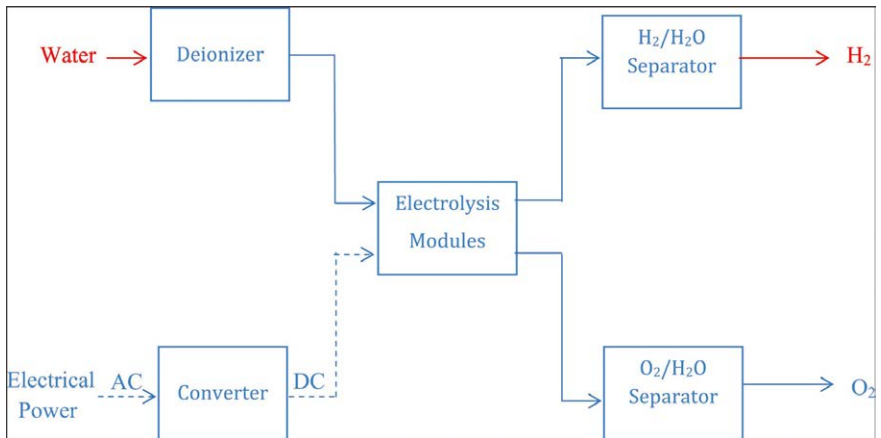 Water
Deionizer
H₂/H₂O
Separator
H₂
Electrolysis
Modules
Electrical
Power
AC
Converter
DC
O₂/H₂O
Separator
O₂